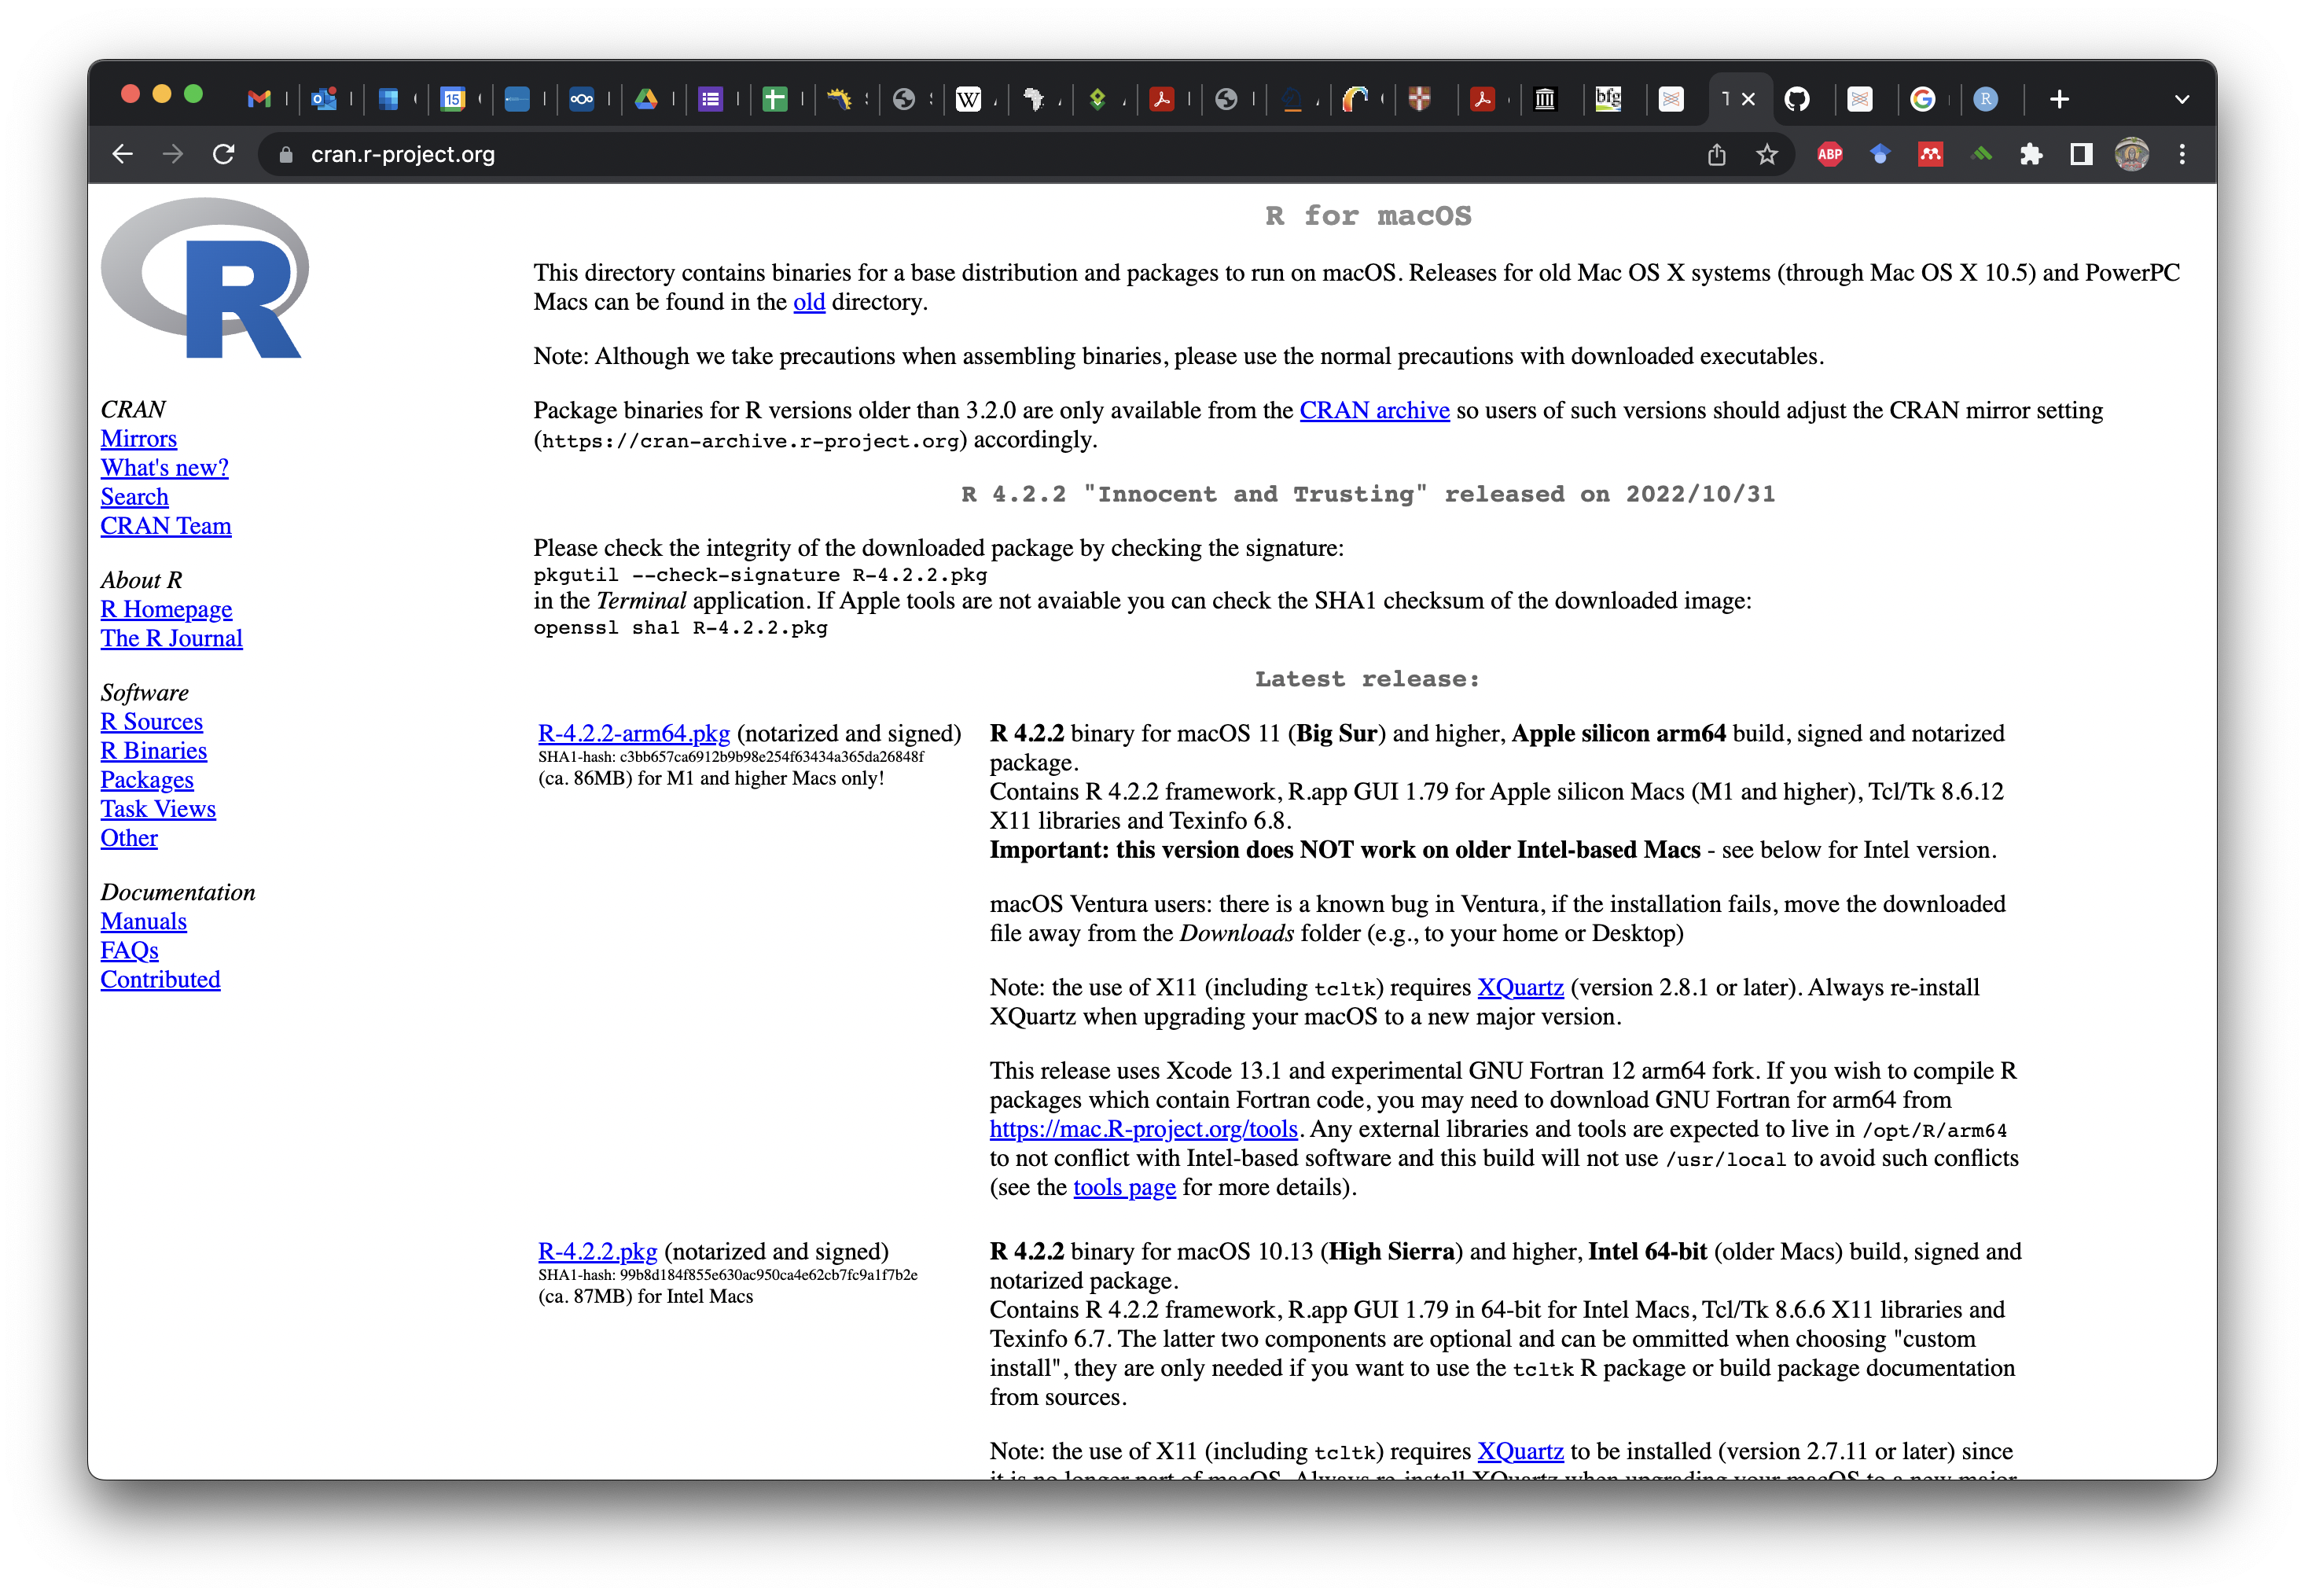 15
W
bfg
R
cran.r-project.org
ABP
R
CRAN
Mirrors
What's new?
Search
CRAN Team
About R
R Homepage
The R Journal
Software
R Sources
R Binaries
Packages
Task Views
Other
Documentation
Manuals
FAQs
Contributed
R for macOS
This directory contains binaries for a base distribution and packages to run on macOS. Releases for old Mac OS X systems (through Mac OS X 10.5) and PowerPC
Macs can be found in the old directory.
Note: Although we take precautions when assembling binaries, please use the normal precautions with downloaded executables.
Package binaries for R versions older than 3.2.0 are only available from the CRAN archive so users of such versions should adjust the CRAN mirror setting
(https://cran-archive.r-project.org) accordingly.
R 4.2.2 "Innocent and Trusting" released on 2022/10/31
Please check the integrity of the downloaded package by checking the signature:
pkgutil --check-signature R-4.2.2.pkg
in the Terminal application. If Apple tools are not avaiable you can check the SHA1 checksum of the downloaded image:
openssl sha1 R-4.2.2.pkg
Latest release:
R-4.2.2-arm64.pkg (notarized and signed)
SHA1-hash: c3bb657ca6912b9b98e254f63434a365da26848f
(ca. 86MB) for M1 and higher Macs only!
R 4.2.2 binary for macOS 11 (Big Sur) and higher, Apple silicon arm64 build, signed and notarized
package.
Contains R 4.2.2 framework, R.app GUI 1.79 for Apple silicon Macs (M1 and higher), Tcl/Tk 8.6.12
X11 libraries and Texinfo 6.8.
Important: this version does NOT work on older Intel-based Macs - see below for Intel version.
macOS Ventura users: there is a known bug in Ventura, if the installation fails, move the downloaded
file away from the Downloads folder (e.g., to your home or Desktop)
Note: the use of X11 (including tcltk) requires XQuartz (version 2.8.1 or later). Always re-install
XQuartz when upgrading your macOS to a new major version.
This release uses Xcode 13.1 and experimental GNU Fortran 12 arm64 fork. If you wish to compile R
packages which contain Fortran code, you may need to download GNU Fortran for arm64 from
https://mac.R-project.org/tools. Any external libraries and tools are expected to live in /opt/R/arm64
to not conflict with Intel-based software and this build will not use /usr/local to avoid such conflicts
(see the tools page for more details).
R-4.2.2.pkg (notarized and signed)
SHA1-hash: 99b8d184f855e630ac950ca4e62cb7fc9a1f7b2e
(ca. 87MB) for Intel Macs
R 4.2.2 binary for macOS 10.13 (High Sierra) and higher, Intel 64-bit (older Macs) build, signed and
notarized package.
Contains R 4.2.2 framework, R.app GUI 1.79 in 64-bit for Intel Macs, Tcl/Tk 8.6.6 X11 libraries and
Texinfo 6.7. The latter two components are optional and can be ommitted when choosing "custom
install", they are only needed if you want to use the tcltk R package or build package documentation
from sources.
Note: the use of X11 (including tcltk) requires XQuartz to be installed (version 2.7.11 or later) since
it is no longer part of macOS. Always re-install XQuartz when upgrading your macOS to a new major